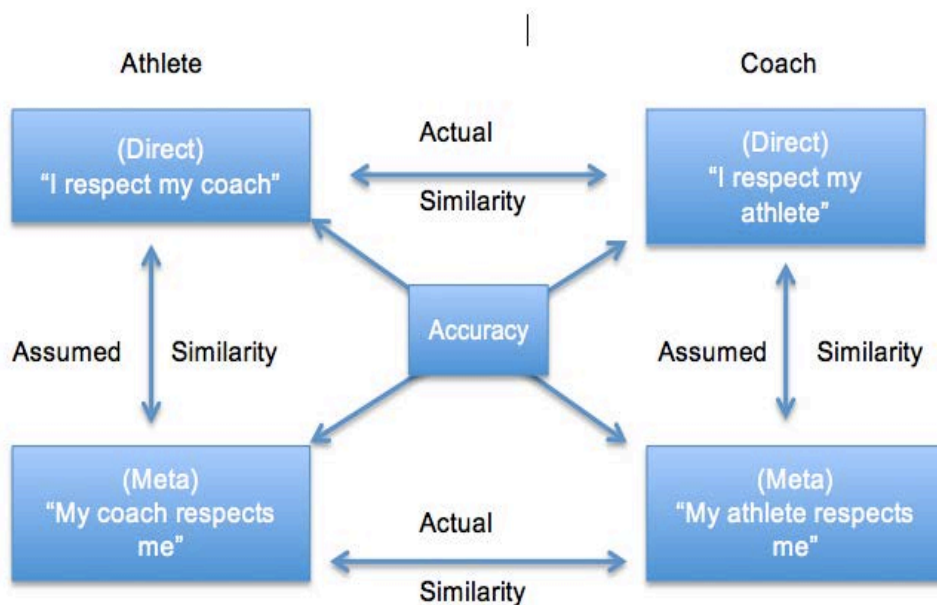 Athlete
Coach
(Direct)
“I respect my coach”
Actual
Similarity
(Direct)
“I respect my
athlete”
Accuracy
Assumed
Similarity
Assumed
Similarity
(Meta)
“My coach respects
me”
Actual
Similarity
(Meta)
“My athlete respects
me”